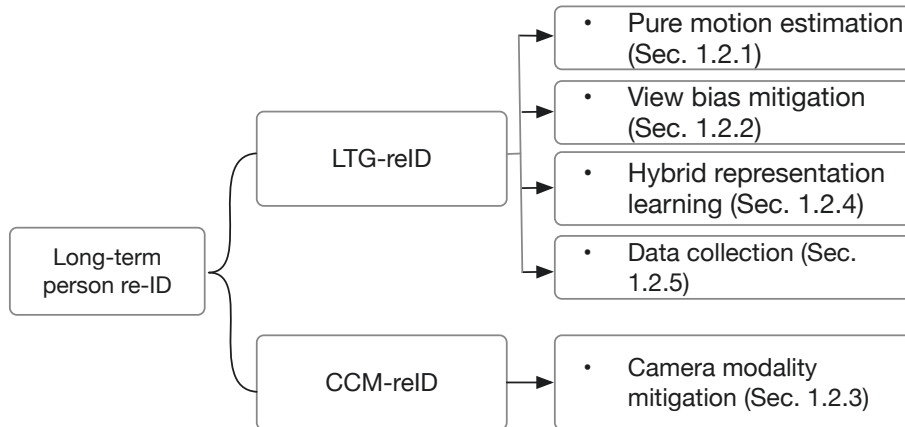 Long-term
person re-ID
LTG-reID
• Pure motion estimation
(Sec. 1.2.1)
• View bias mitigation
(Sec. 1.2.2)
• Hybrid representation
learning (Sec. 1.2.4)
• Data collection (Sec.
1.2.5)
CCM-reID
• Camera modality
mitigation (Sec. 1.2.3)